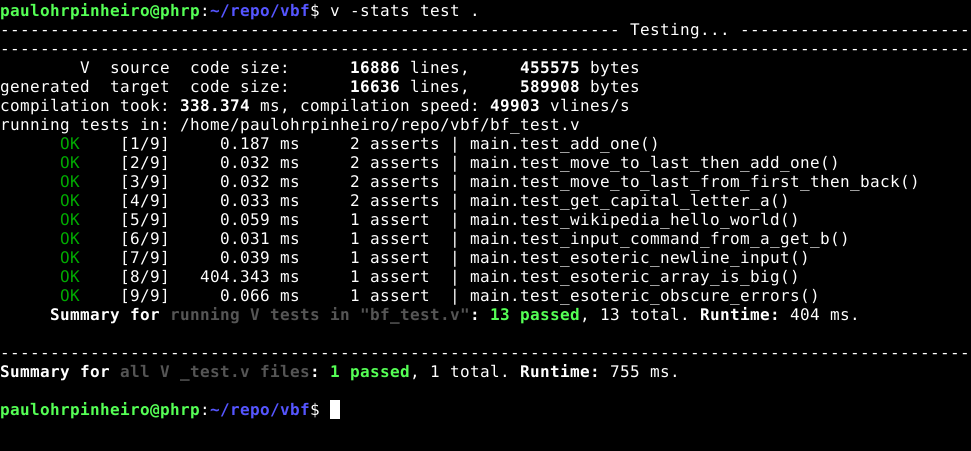 paulohrpinheiro@phrp:~/repo/vbf$ v -stats test .
-------------------------------------------------------------- Testing... -----------------------
-------------------------------------------------------------------------------------------------
        V  source  code size:      16886 lines,     455575 bytes
generated  target  code size:      16636 lines,     589908 bytes
compilation took: 338.374 ms, compilation speed: 49903 vlines/s
running tests in: /home/paulohrpinheiro/repo/vbf/bf_test.v
      OK    [1/9]     0.187 ms     2 asserts | main.test_add_one()
      OK    [2/9]     0.032 ms     2 asserts | main.test_move_to_last_then_add_one()
      OK    [3/9]     0.032 ms     2 asserts | main.test_move_to_last_from_first_then_back()
      OK    [4/9]     0.033 ms     2 asserts | main.test_get_capital_letter_a()
      OK    [5/9]     0.059 ms     1 assert  | main.test_wikipedia_hello_world()
      OK    [6/9]     0.031 ms     1 assert  | main.test_input_command_from_a_get_b()
      OK    [7/9]     0.039 ms     1 assert  | main.test_esoteric_newline_input()
      OK    [8/9]   404.343 ms     1 assert  | main.test_esoteric_array_is_big()
      OK    [9/9]     0.066 ms     1 assert  | main.test_esoteric_obscure_errors()
     Summary for running V tests in "bf_test.v": 13 passed, 13 total. Runtime: 404 ms.
-------------------------------------------------------------------------------------------------
Summary for all V _test.v files: 1 passed, 1 total. Runtime: 755 ms.
paulohrpinheiro@phrp:~/repo/vbf$